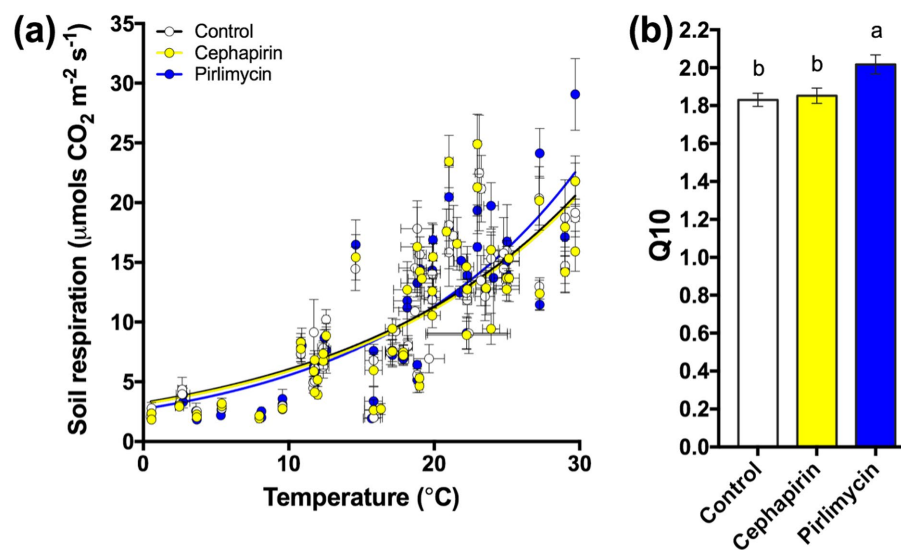 (a)
Control
Cephapirin
Pirlimycin
Soil respiration (μmols CO₂ m⁻² s⁻¹)
35
30
25
20
15
10
5
0
0 10 20 30
Temperature (°C)
(b)
Q10
2.2
2.0
1.8
1.6
1.4
1.2
1.0
0.8
0.6
0.4
0.2
0.0
b b a
Control
Cephapirin
Pirlimycin